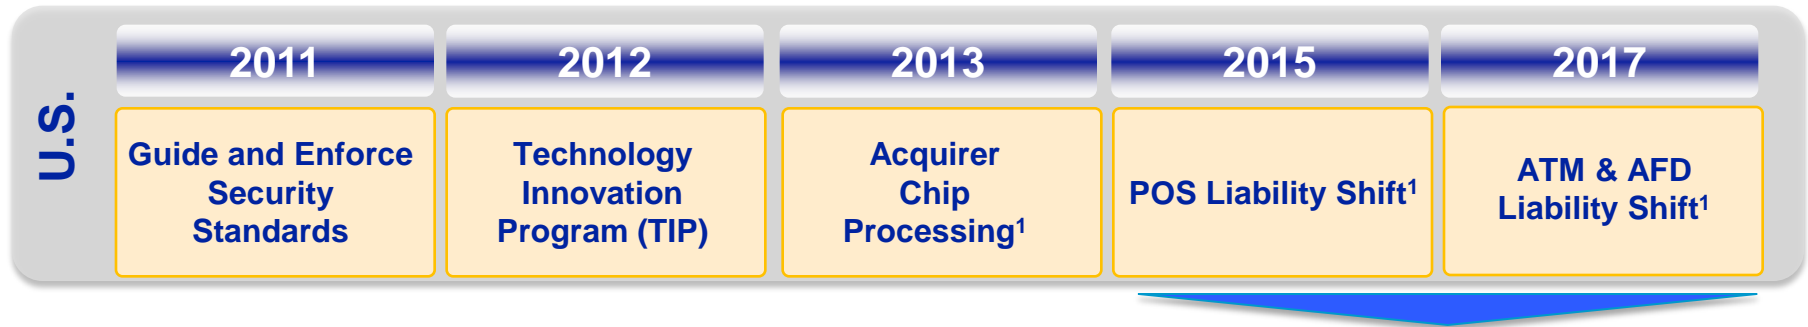 U.S.
2011
2012
2013
2015
2017
Guide and Enforce
Security
Standards
Technology
Innovation
Program (TIP)
Acquirer
Chip
Processing¹
POS Liability Shift¹
ATM & AFD
Liability Shift¹